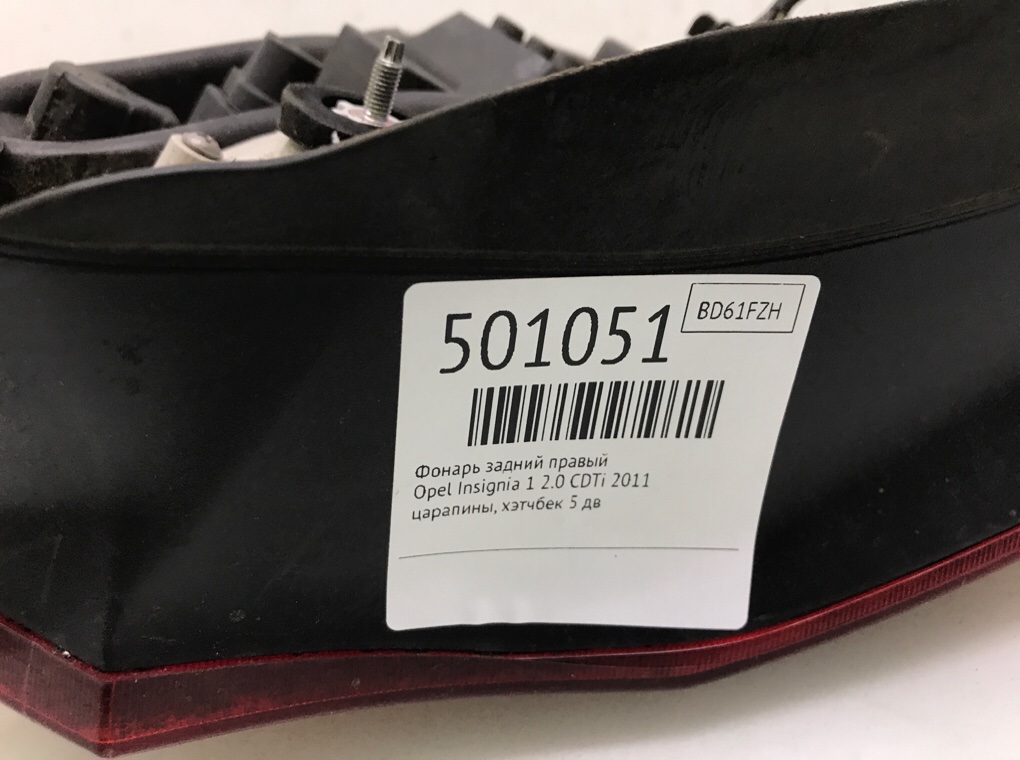 501051
BD61FZH
Фонарь задний правый
Opel Insignia 1 2.0 CDTi 2011
царапины, хэтчбек 5 дв